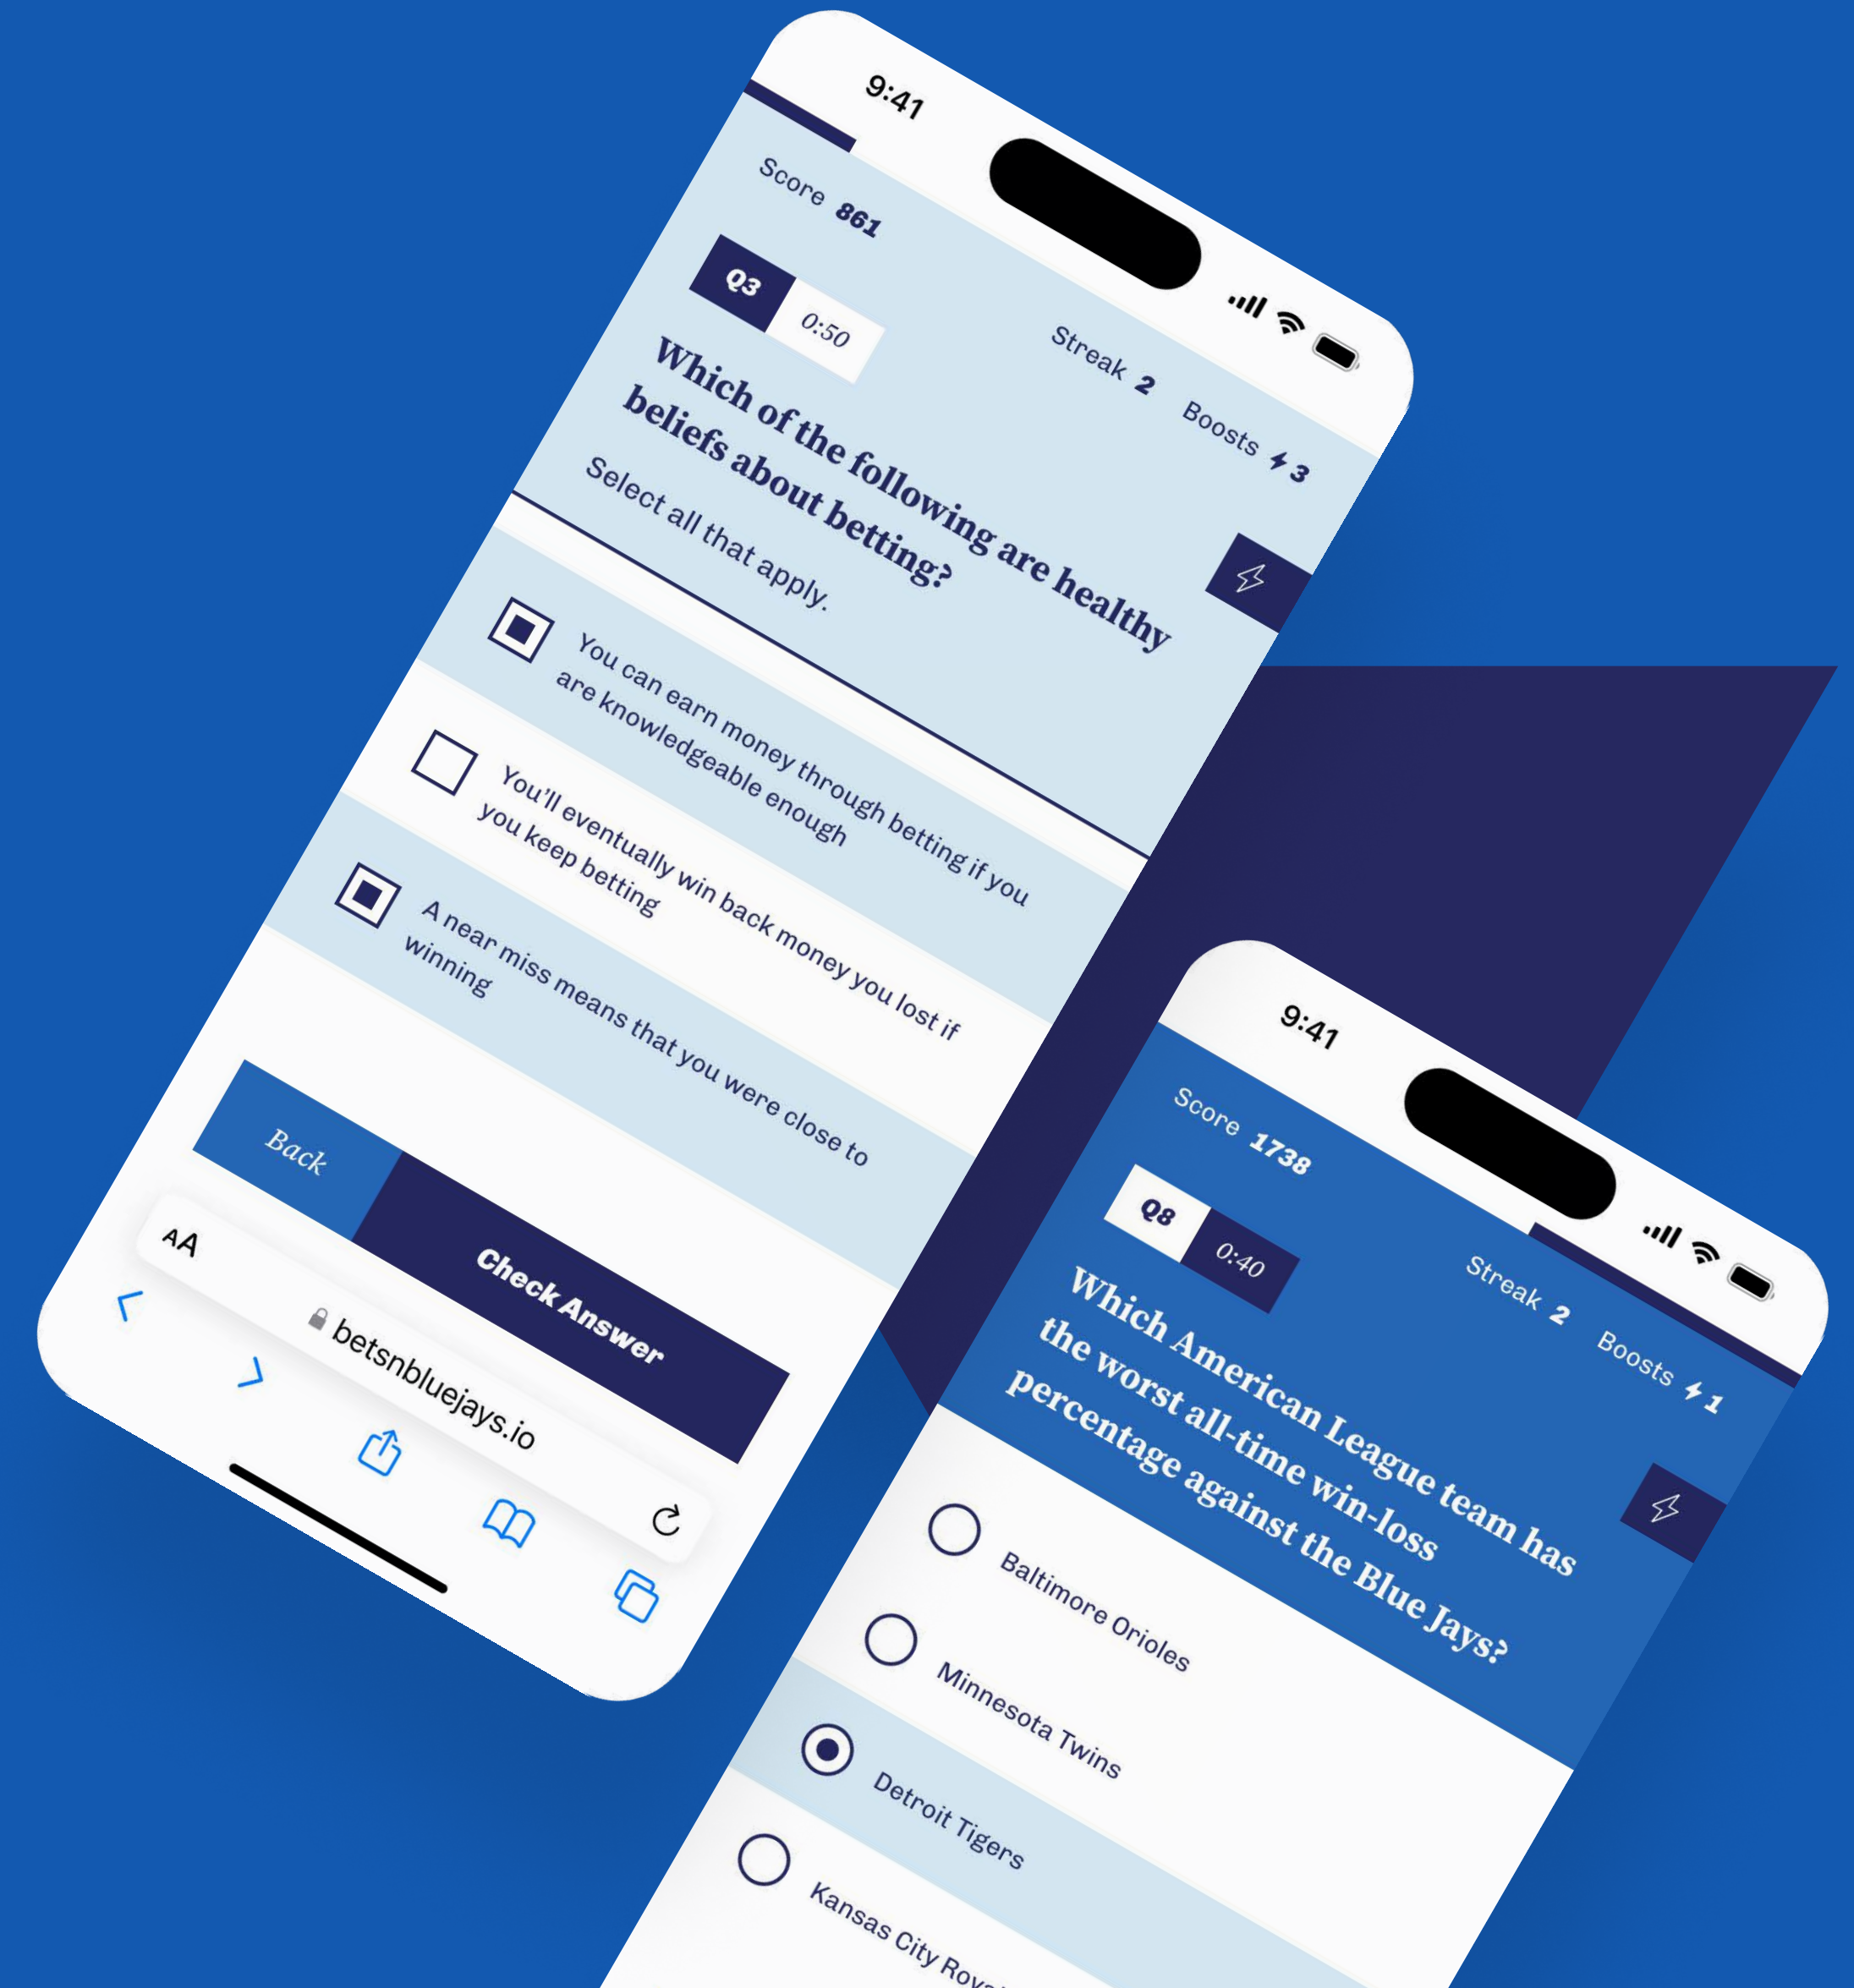 9:41
Score 861
Streak 2 Boosts 3
Q3 0:50
Which of the following are healthy
beliefs about betting?
Select all that apply.
You can earn money through betting if you
are knowledgeable enough
You’ll eventually win back money you lost if
you keep betting
A near miss means that you were close to
winning
Back
Check Answer
AA
betsnbluejays.io
9:41
Score 1738
Streak 2 Boosts 1
Q8 0:40
Which American League team has
the worst all-time win-loss
percentage against the Blue Jays?
Baltimore Orioles
Minnesota Twins
Detroit Tigers
Kansas City